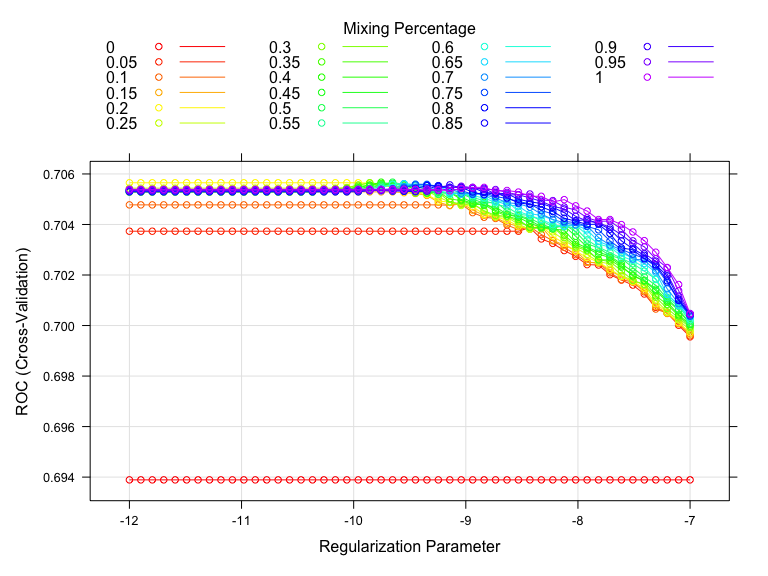 Mixing Percentage
0 0.3 0.6 0.9
0.05 0.35 0.65 0.95
0.1 0.4 0.7 1
0.15 0.45 0.75
0.2 0.5 0.8
0.25 0.55 0.85
ROC (Cross-Validation)
0.706
0.704
0.702
0.700
0.698
0.696
0.694
-12 -11 -10 -9 -8 -7
Regularization Parameter